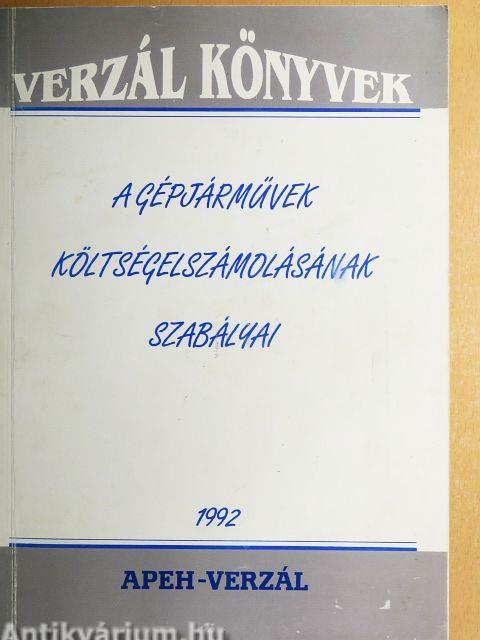 VERZÁL KÖNYVEK
A GÉPJÁRMŰVEK
KÖLTSÉGELSZÁMOLÁSÁNAK
SZABÁLYAI
1992
APEH-VERZÁL
Antikvárium.hu